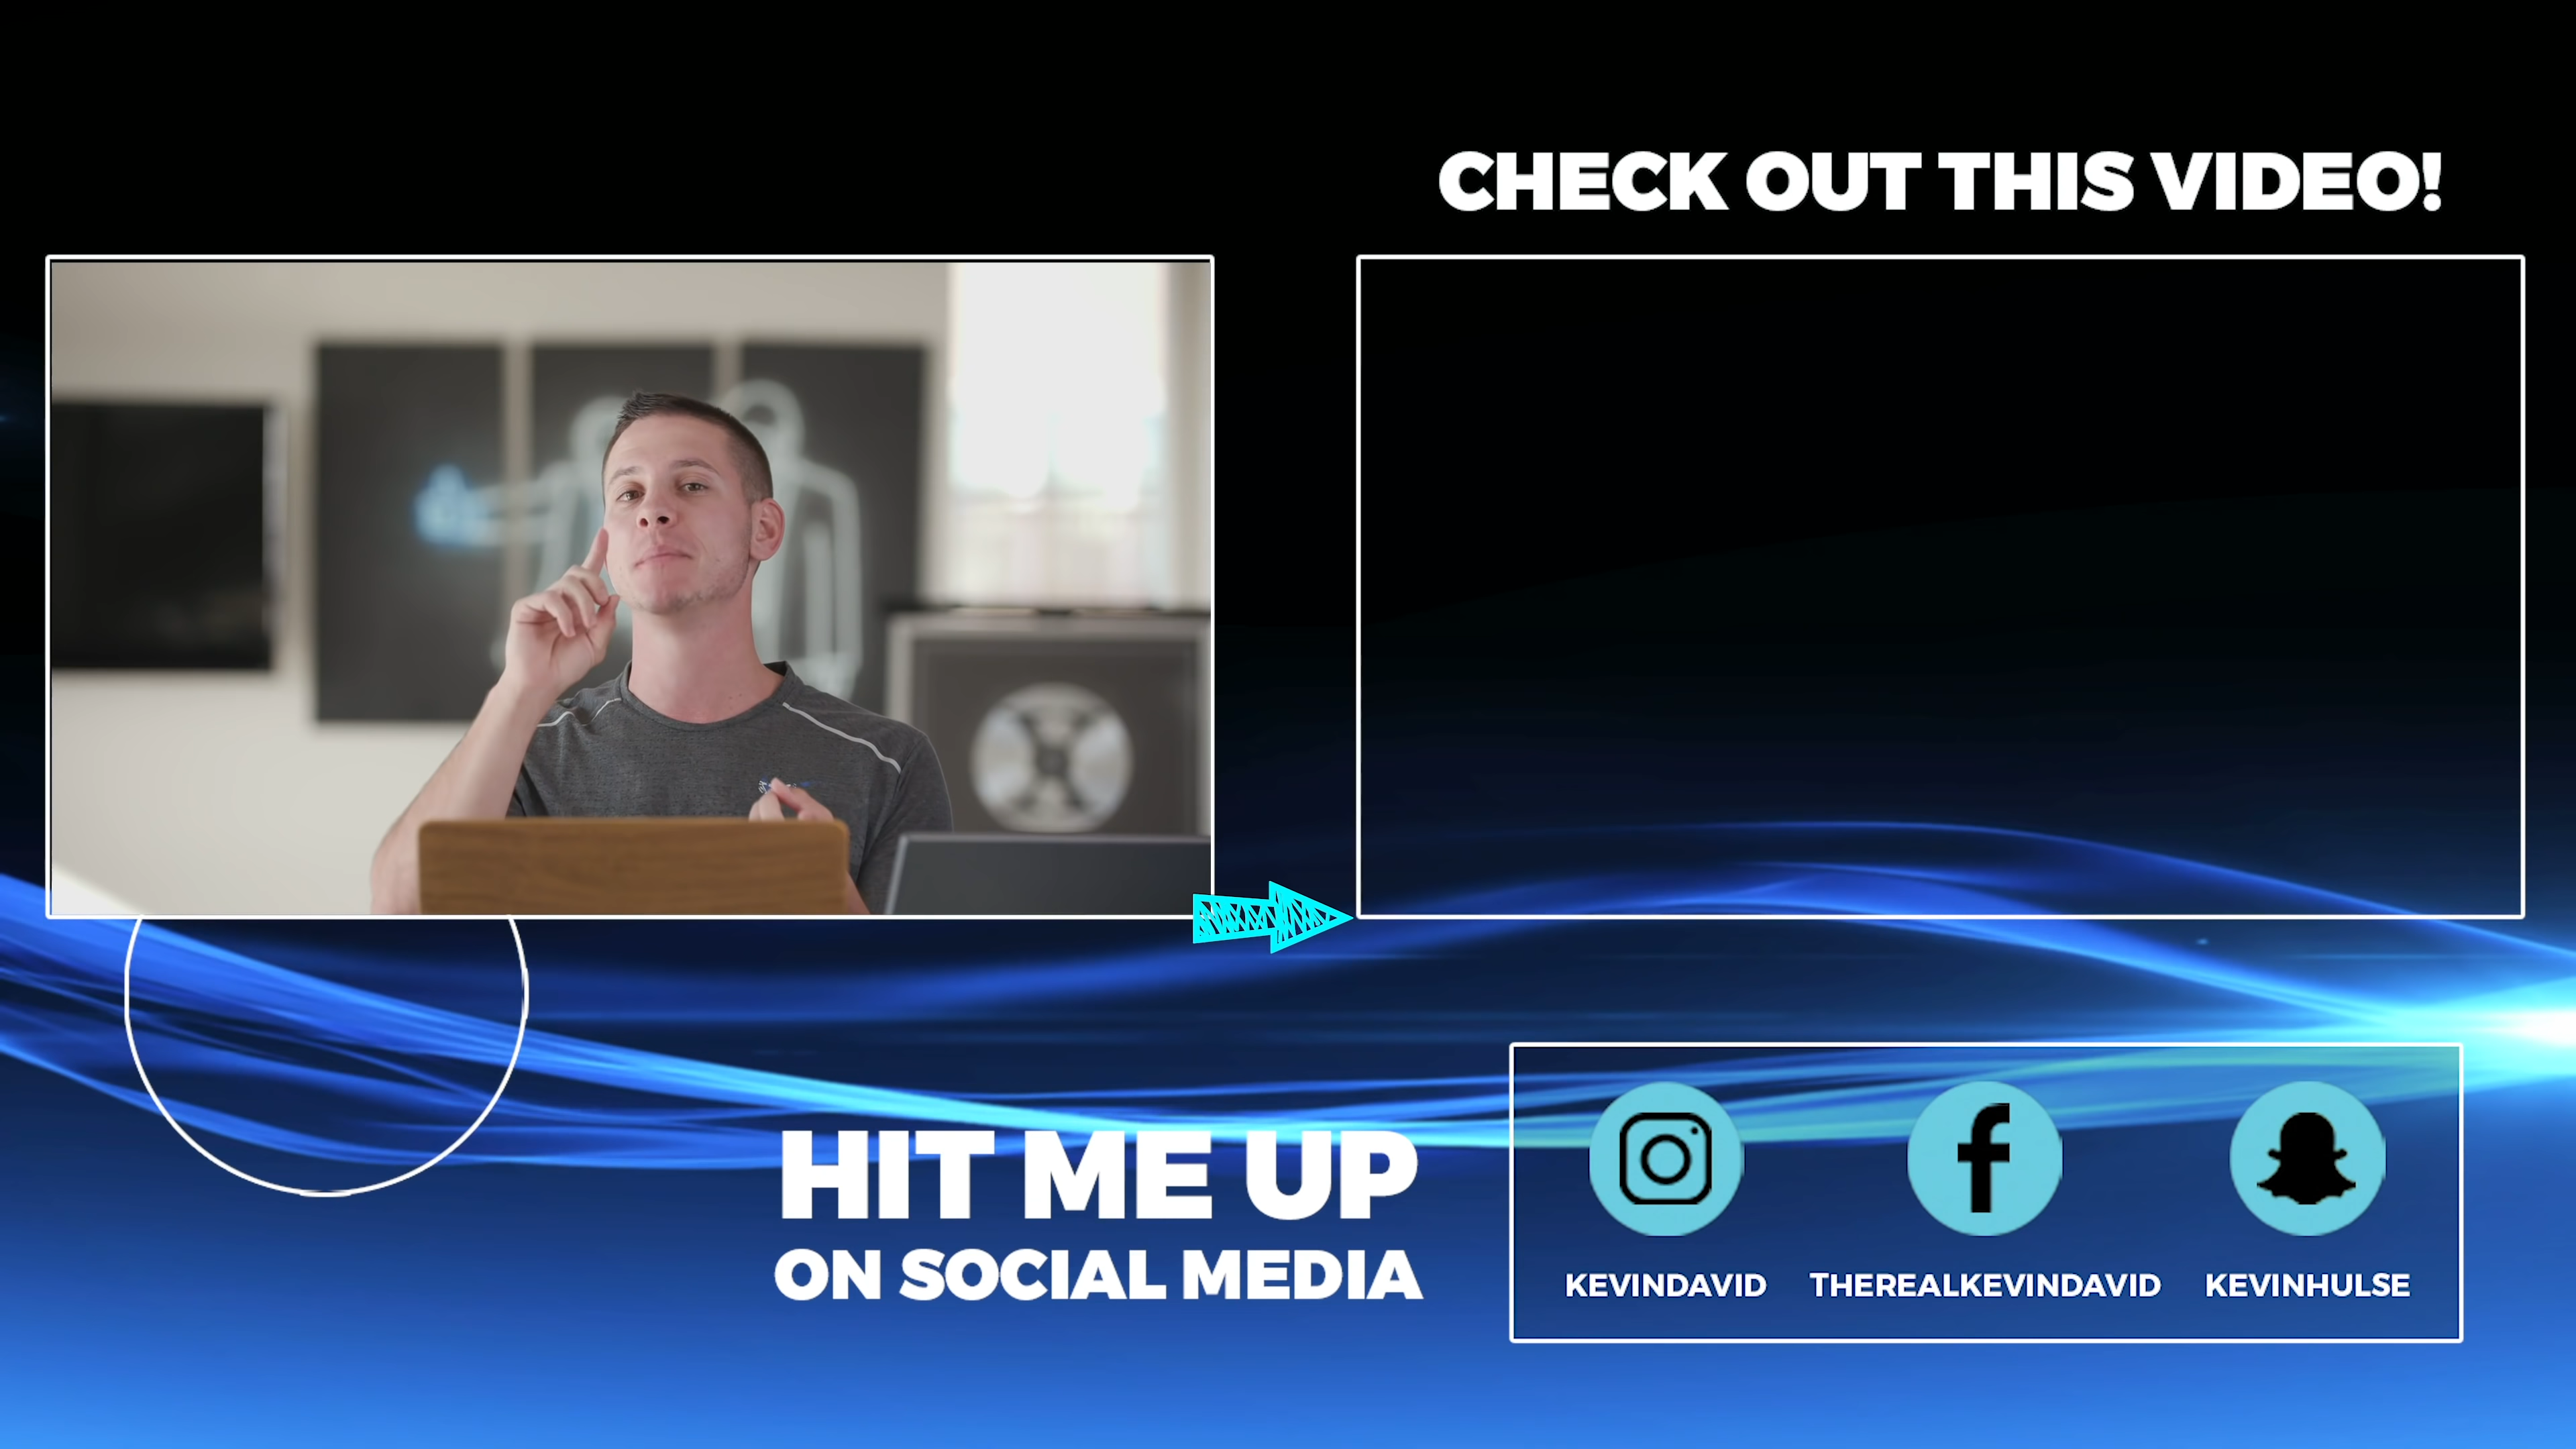 CHECK OUT THIS VIDEO!
HIT ME UP
ON SOCIAL MEDIA
KEVINDAVID
THEREALKEVINDAVID
KEVINHULSE